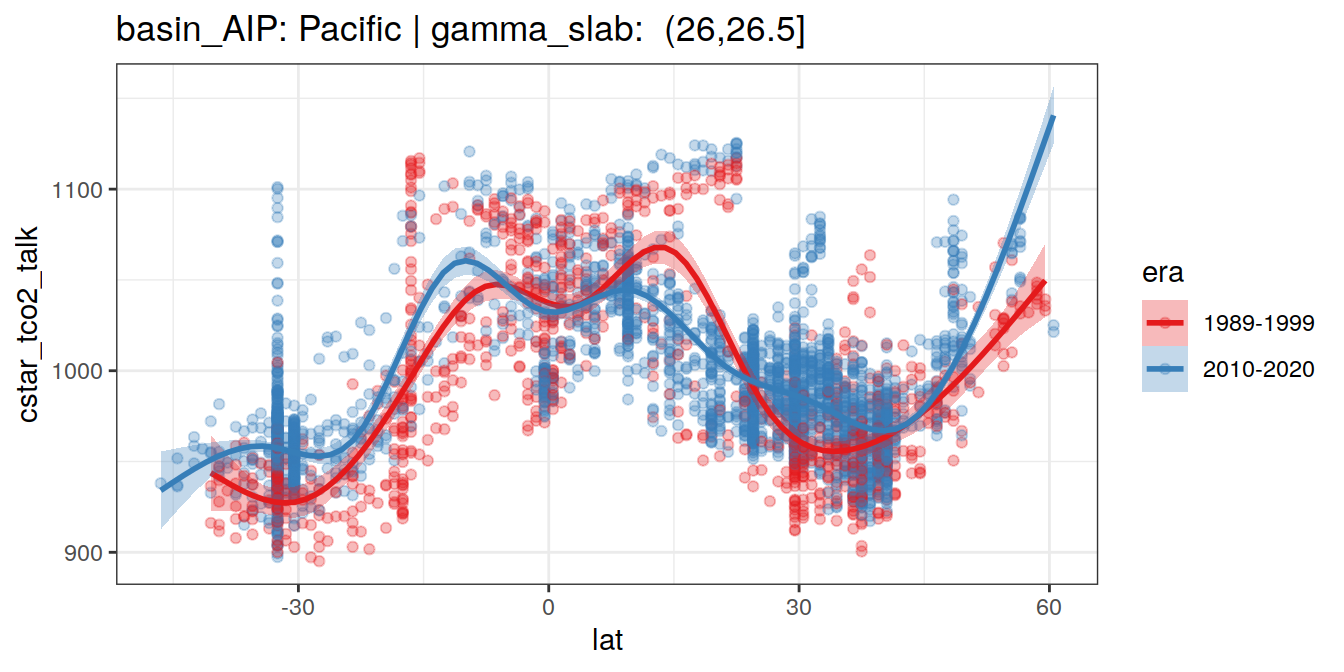 basin_AIP: Pacific | gamma_slab:  (26,26.5]
cstar_tco2_talk
1100
1000
900
-30
0
30
60
lat
era
1989-1999
2010-2020